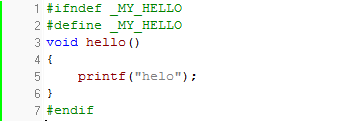 1 #ifndef _MY_HELLO
2 #define _MY_HELLO
3 void hello()
4 {
5     printf("helo");
6 }
7 #endif